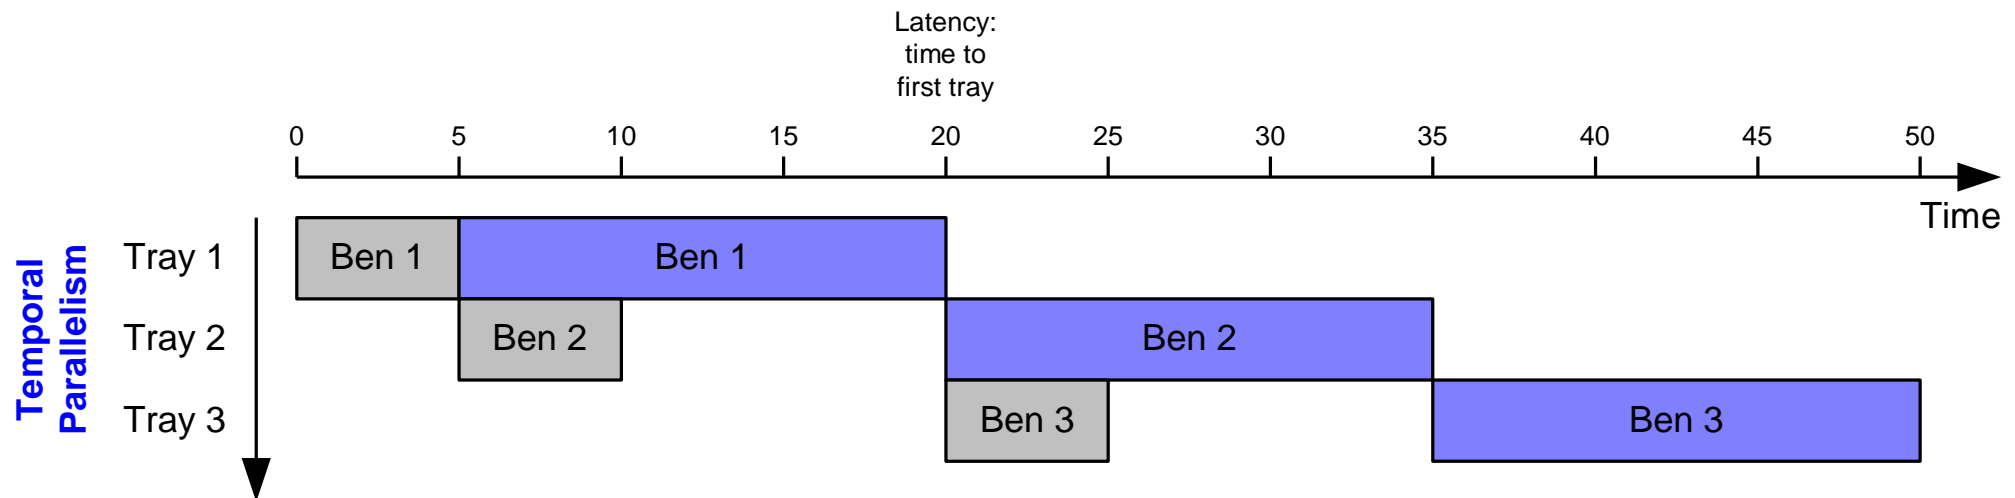 Latency:
time to
first tray
0 5 10 15 20 25 30 35 40 45 50
Time
Temporal
Parallelism
Tray 1 Ben 1 Ben 1
Tray 2 Ben 2 Ben 2
Tray 3 Ben 3 Ben 3